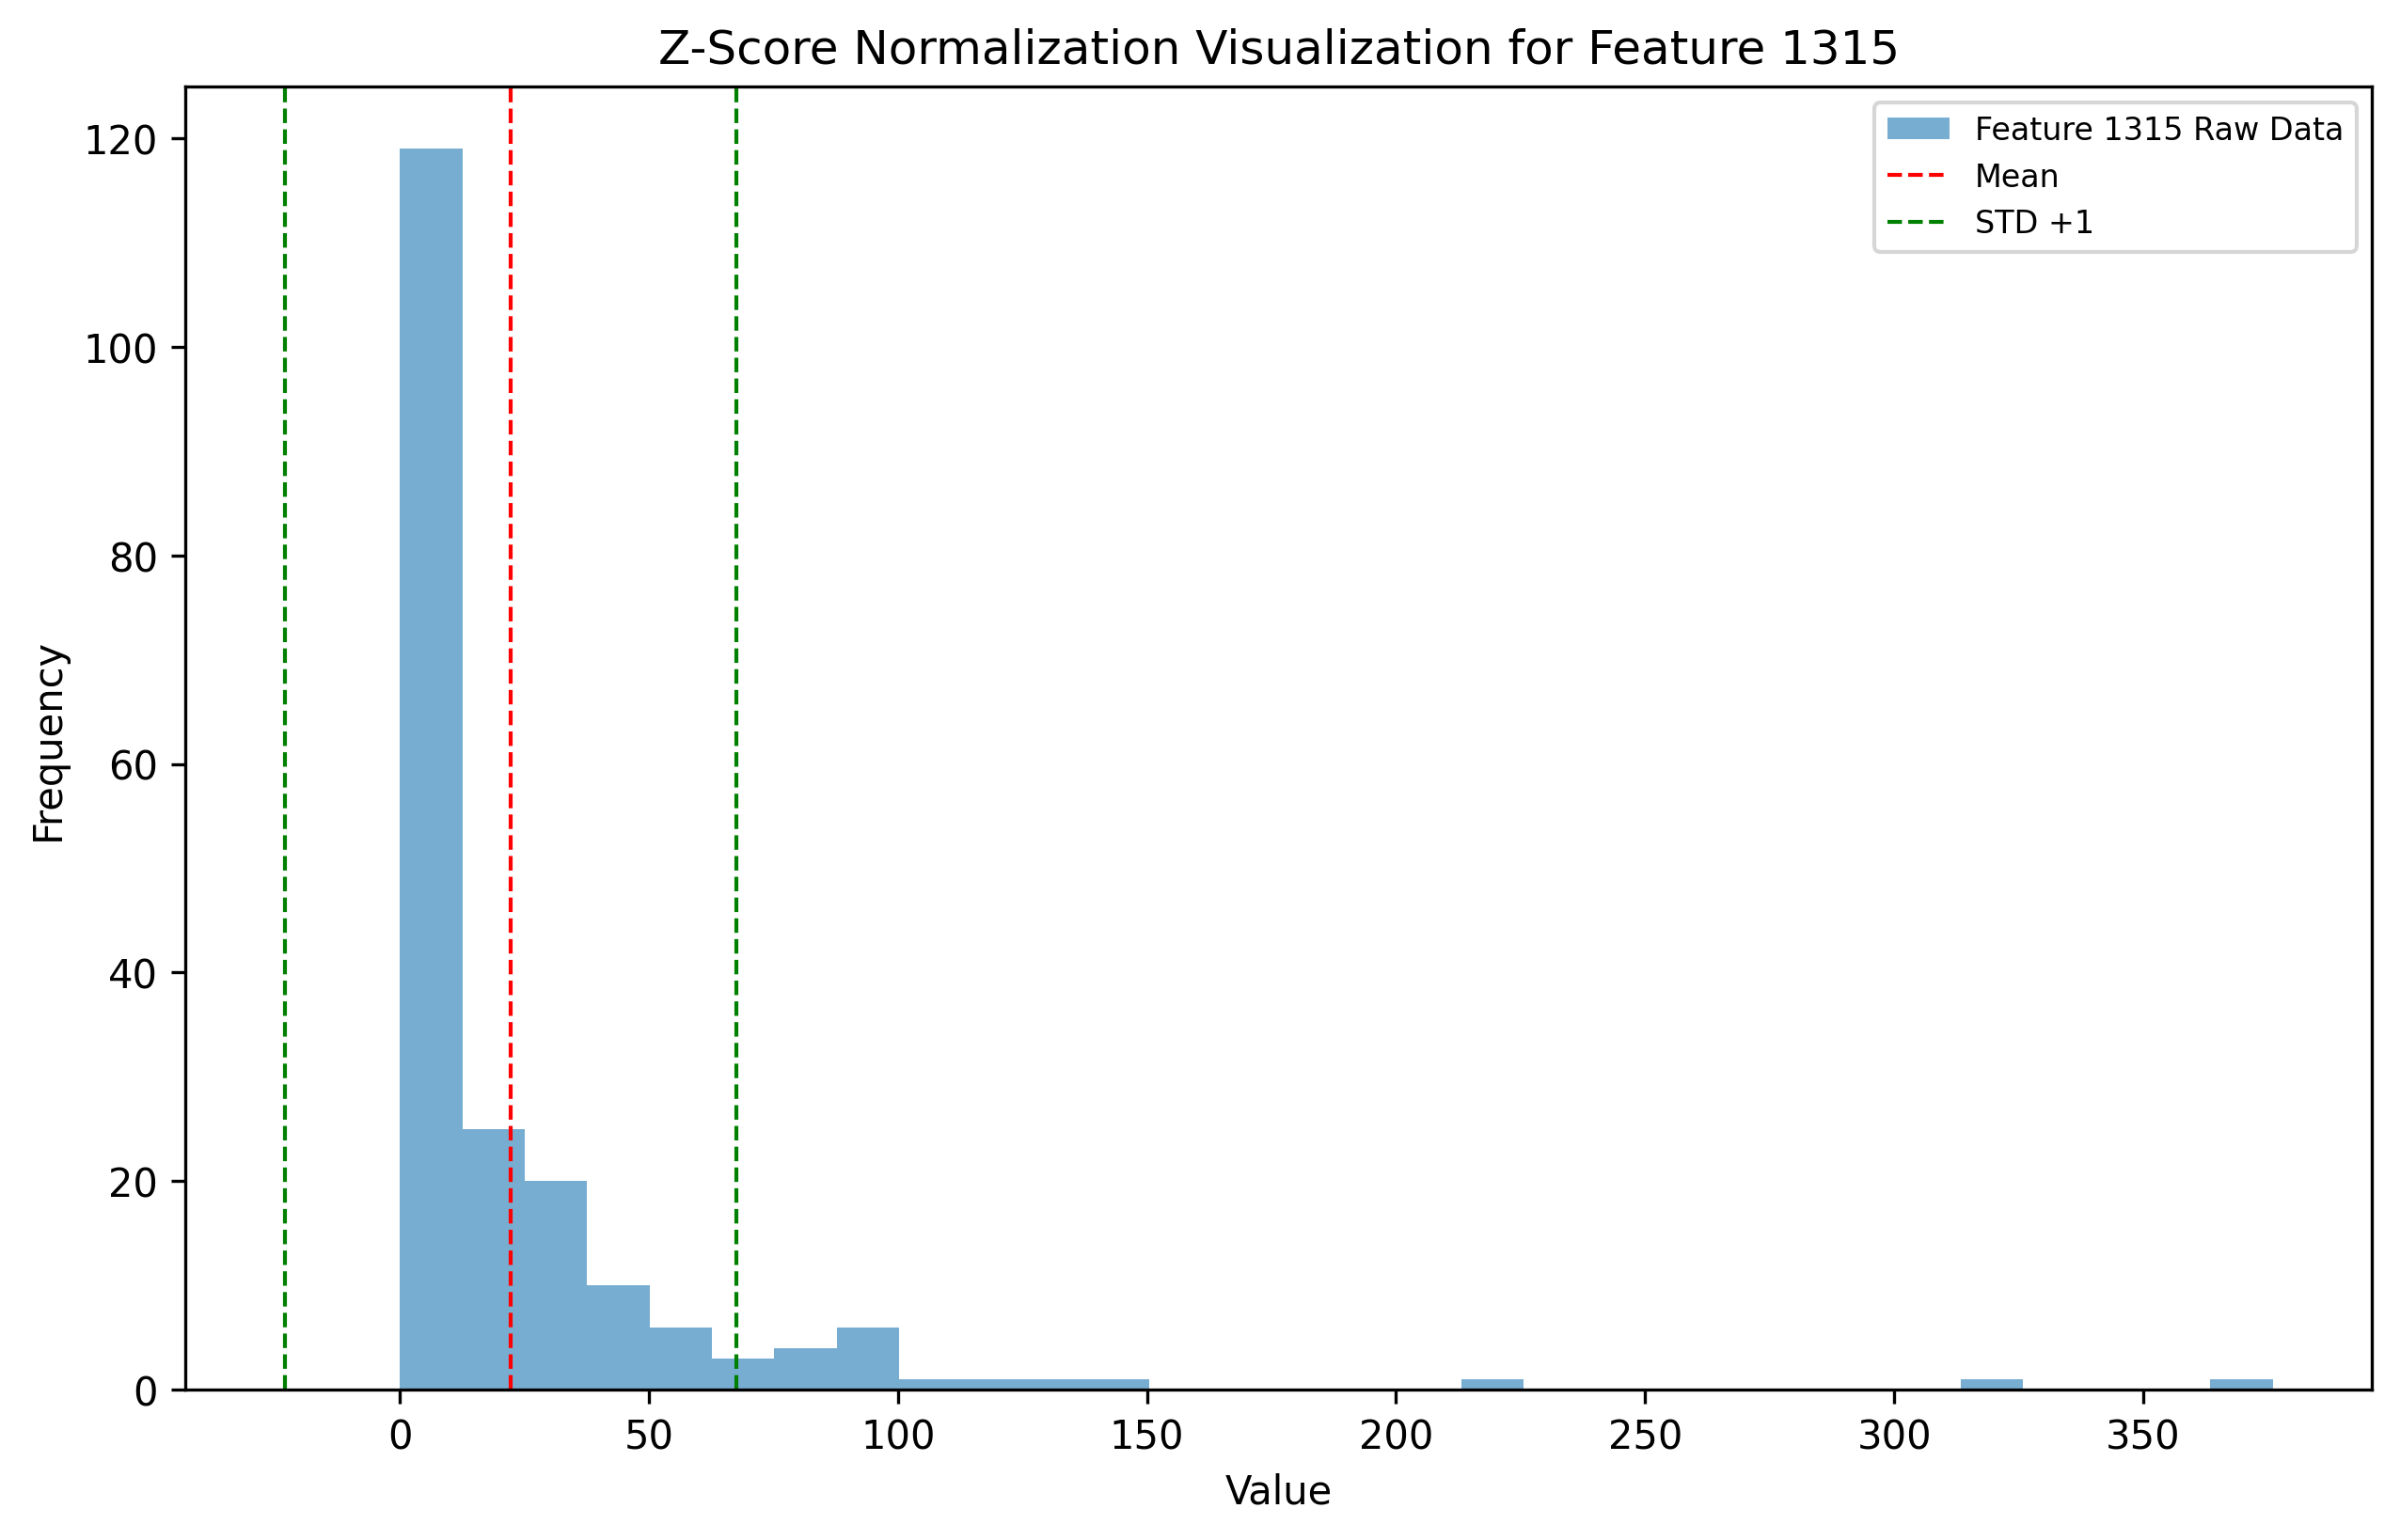 Z-Score Normalization Visualization for Feature 1315
Feature 1315 Raw Data
Mean
STD +1
120
100
80
60
40
20
0
Frequency
0 50 100 150 200 250 300 350
Value